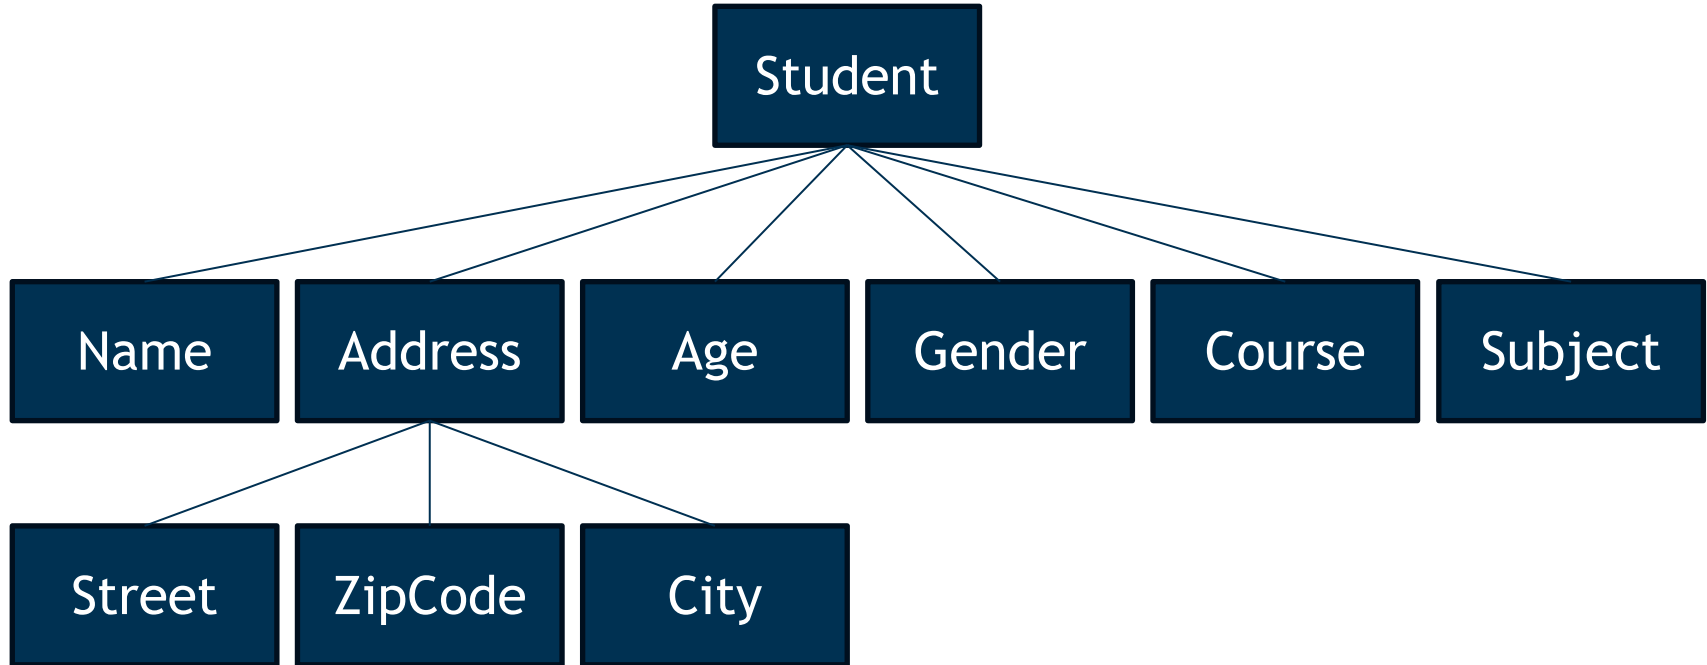 Student
Name
Address
Age
Gender
Course
Subject
Street
ZipCode
City